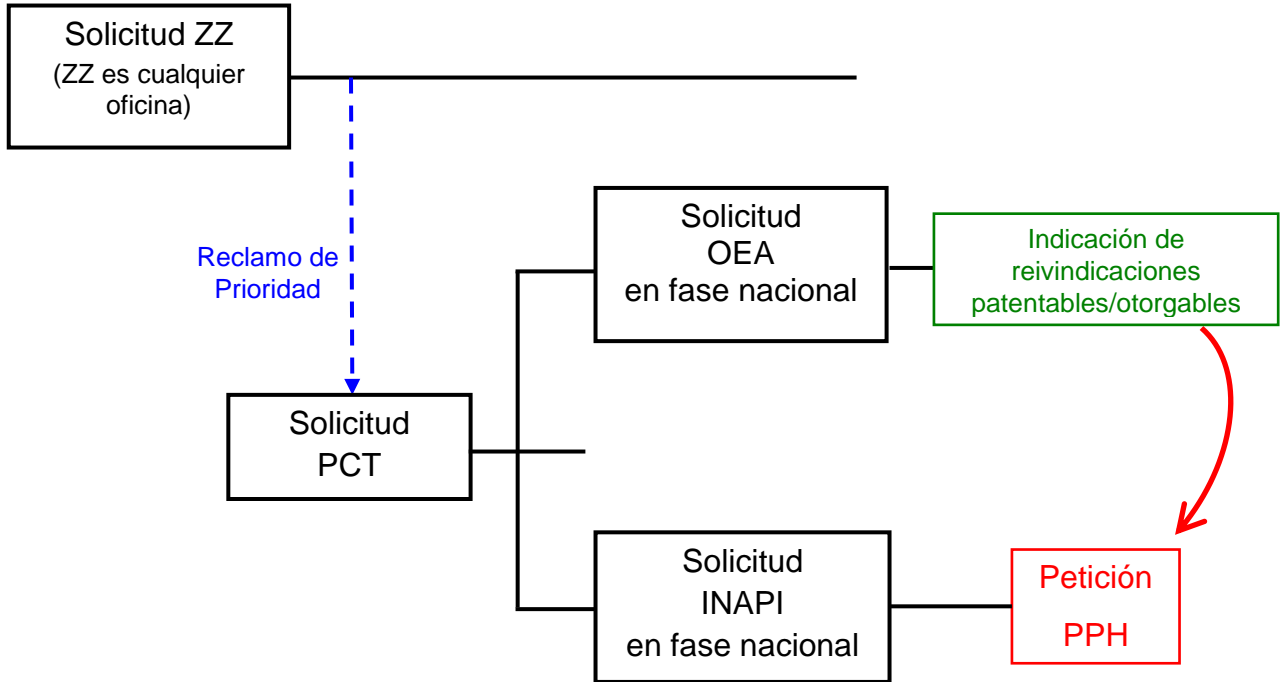 Solicitud ZZ
(ZZ es cualquier
oficina)
Reclamo de
Prioridad
Solicitud
OEA
en fase nacional
Indicación de
reivindicaciones
patentables/otorgables
Solicitud
PCT
Solicitud
INAPI
en fase nacional
Petición
PPH